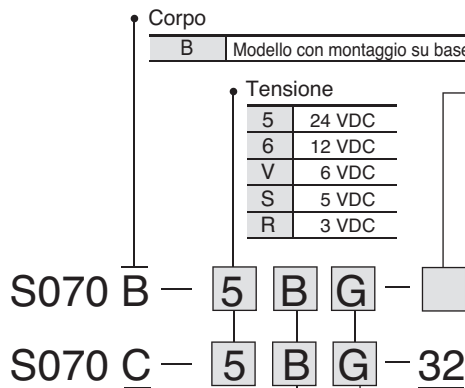 Corpo
B Modello con montaggio su base
Tensione
5 24 VDC
6 12 VDC
V 6 VDC
S 5 VDC
R 3 VDC
S070 B — 5 B G —
S070 C — 5 B G — 32